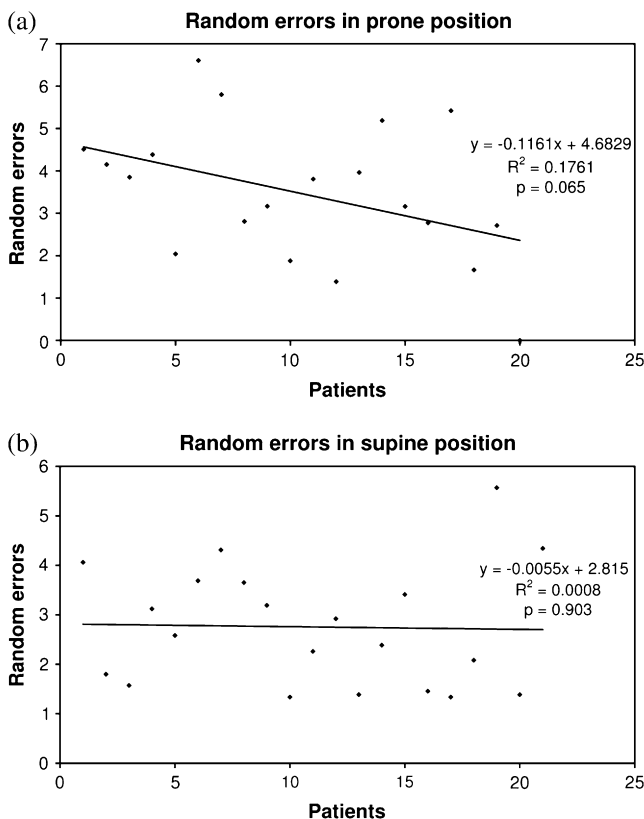 (a)
Random errors in prone position
7
6
5
4
3
2
1
0
Random errors
y = -0.1161x + 4.6829
R² = 0.1761
p = 0.065
0 5 10 15 20 25
Patients
(b)
Random errors in supine position
6
5
4
3
2
1
0
Random errors
y = -0.0055x + 2.815
R² = 0.0008
p = 0.903
0 5 10 15 20 25
Patients